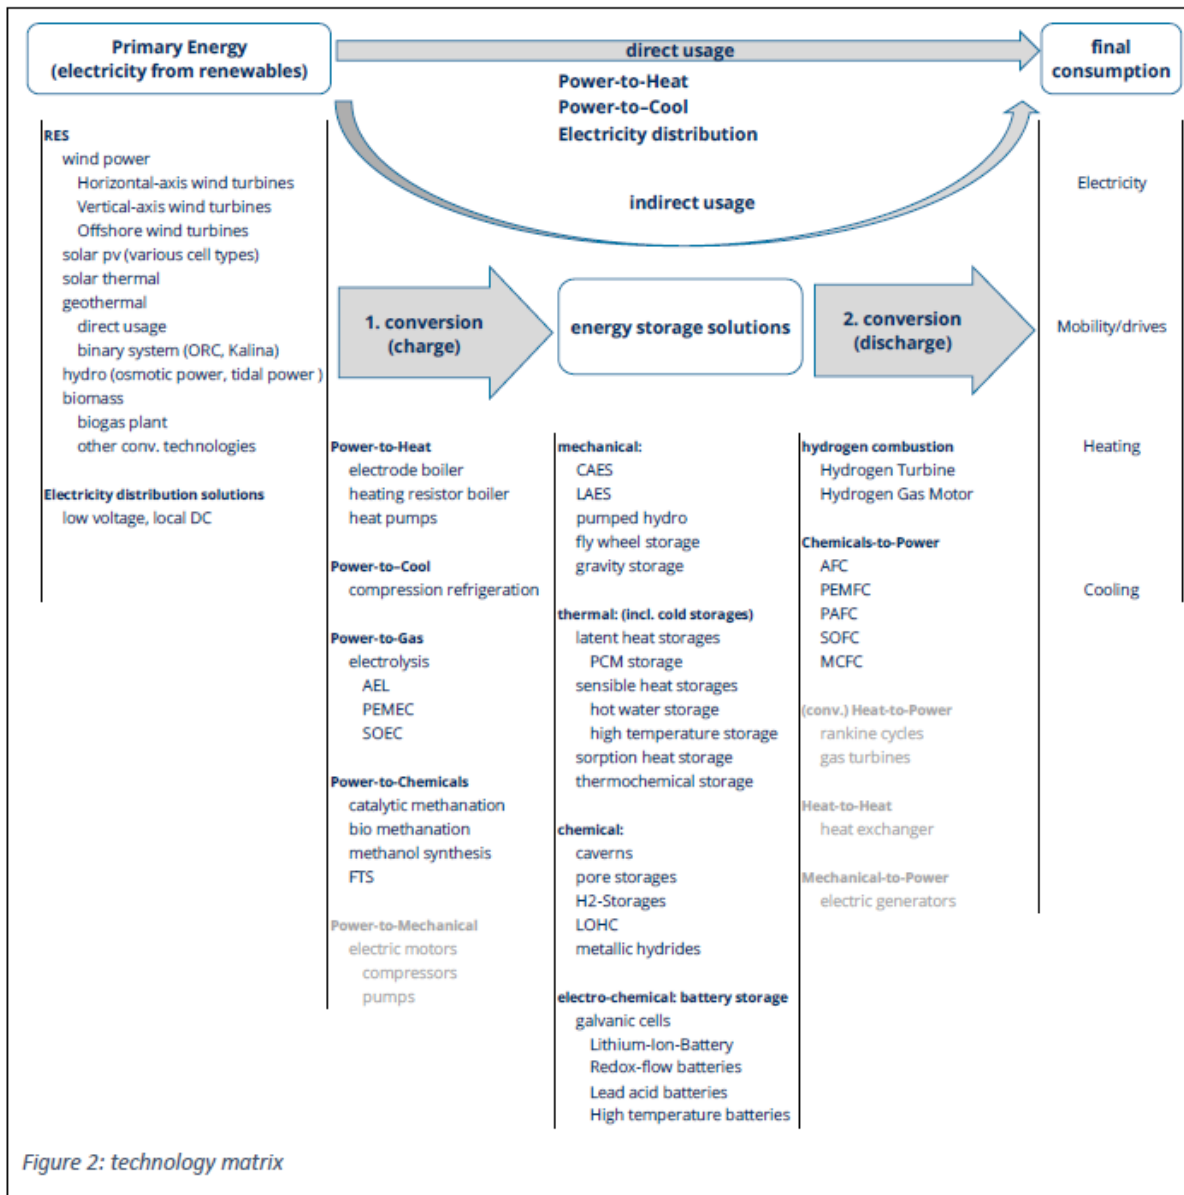 Primary Energy
(electricity from renewables)
direct usage
final
consumption
Power-to-Heat
Power-to–Cool
Electricity distribution
indirect usage
RES
wind power
Horizontal-axis wind turbines
Vertical-axis wind turbines
Offshore wind turbines
solar pv (various cell types)
solar thermal
geothermal
direct usage
binary system (ORC, Kalina)
hydro (osmotic power, tidal power )
biomass
biogas plant
other conv. technologies
Electricity distribution solutions
low voltage, local DC
1. conversion
(charge)
Power-to-Heat
electrode boiler
heating resistor boiler
heat pumps
Power-to–Cool
compression refrigeration
Power-to-Gas
electrolysis
AEL
PEMEC
SOEC
Power-to-Chemicals
catalytic methanation
bio methanation
methanol synthesis
FTS
Power-to-Mechanical
electric motors
compressors
pumps
energy storage solutions
mechanical:
CAES
LAES
pumped hydro
fly wheel storage
gravity storage
thermal: (incl. cold storages)
latent heat storages
PCM storage
sensible heat storages
hot water storage
high temperature storage
sorption heat storage
thermochemical storage
chemical:
caverns
pore storages
H2-Storages
LOHC
metallic hydrides
electro-chemical: battery storage
galvanic cells
Lithium-Ion-Battery
Redox-flow batteries
Lead acid batteries
High temperature batteries
2. conversion
(discharge)
hydrogen combustion
Hydrogen Turbine
Hydrogen Gas Motor
Chemicals-to-Power
AFC
PEMFC
PAFC
SOFC
MCFC
(conv.) Heat-to-Power
rankine cycles
gas turbines
Heat-to-Heat
heat exchanger
Mechanical-to-Power
electric generators
Electricity
Mobility/drives
Heating
Cooling
Figure 2: technology matrix